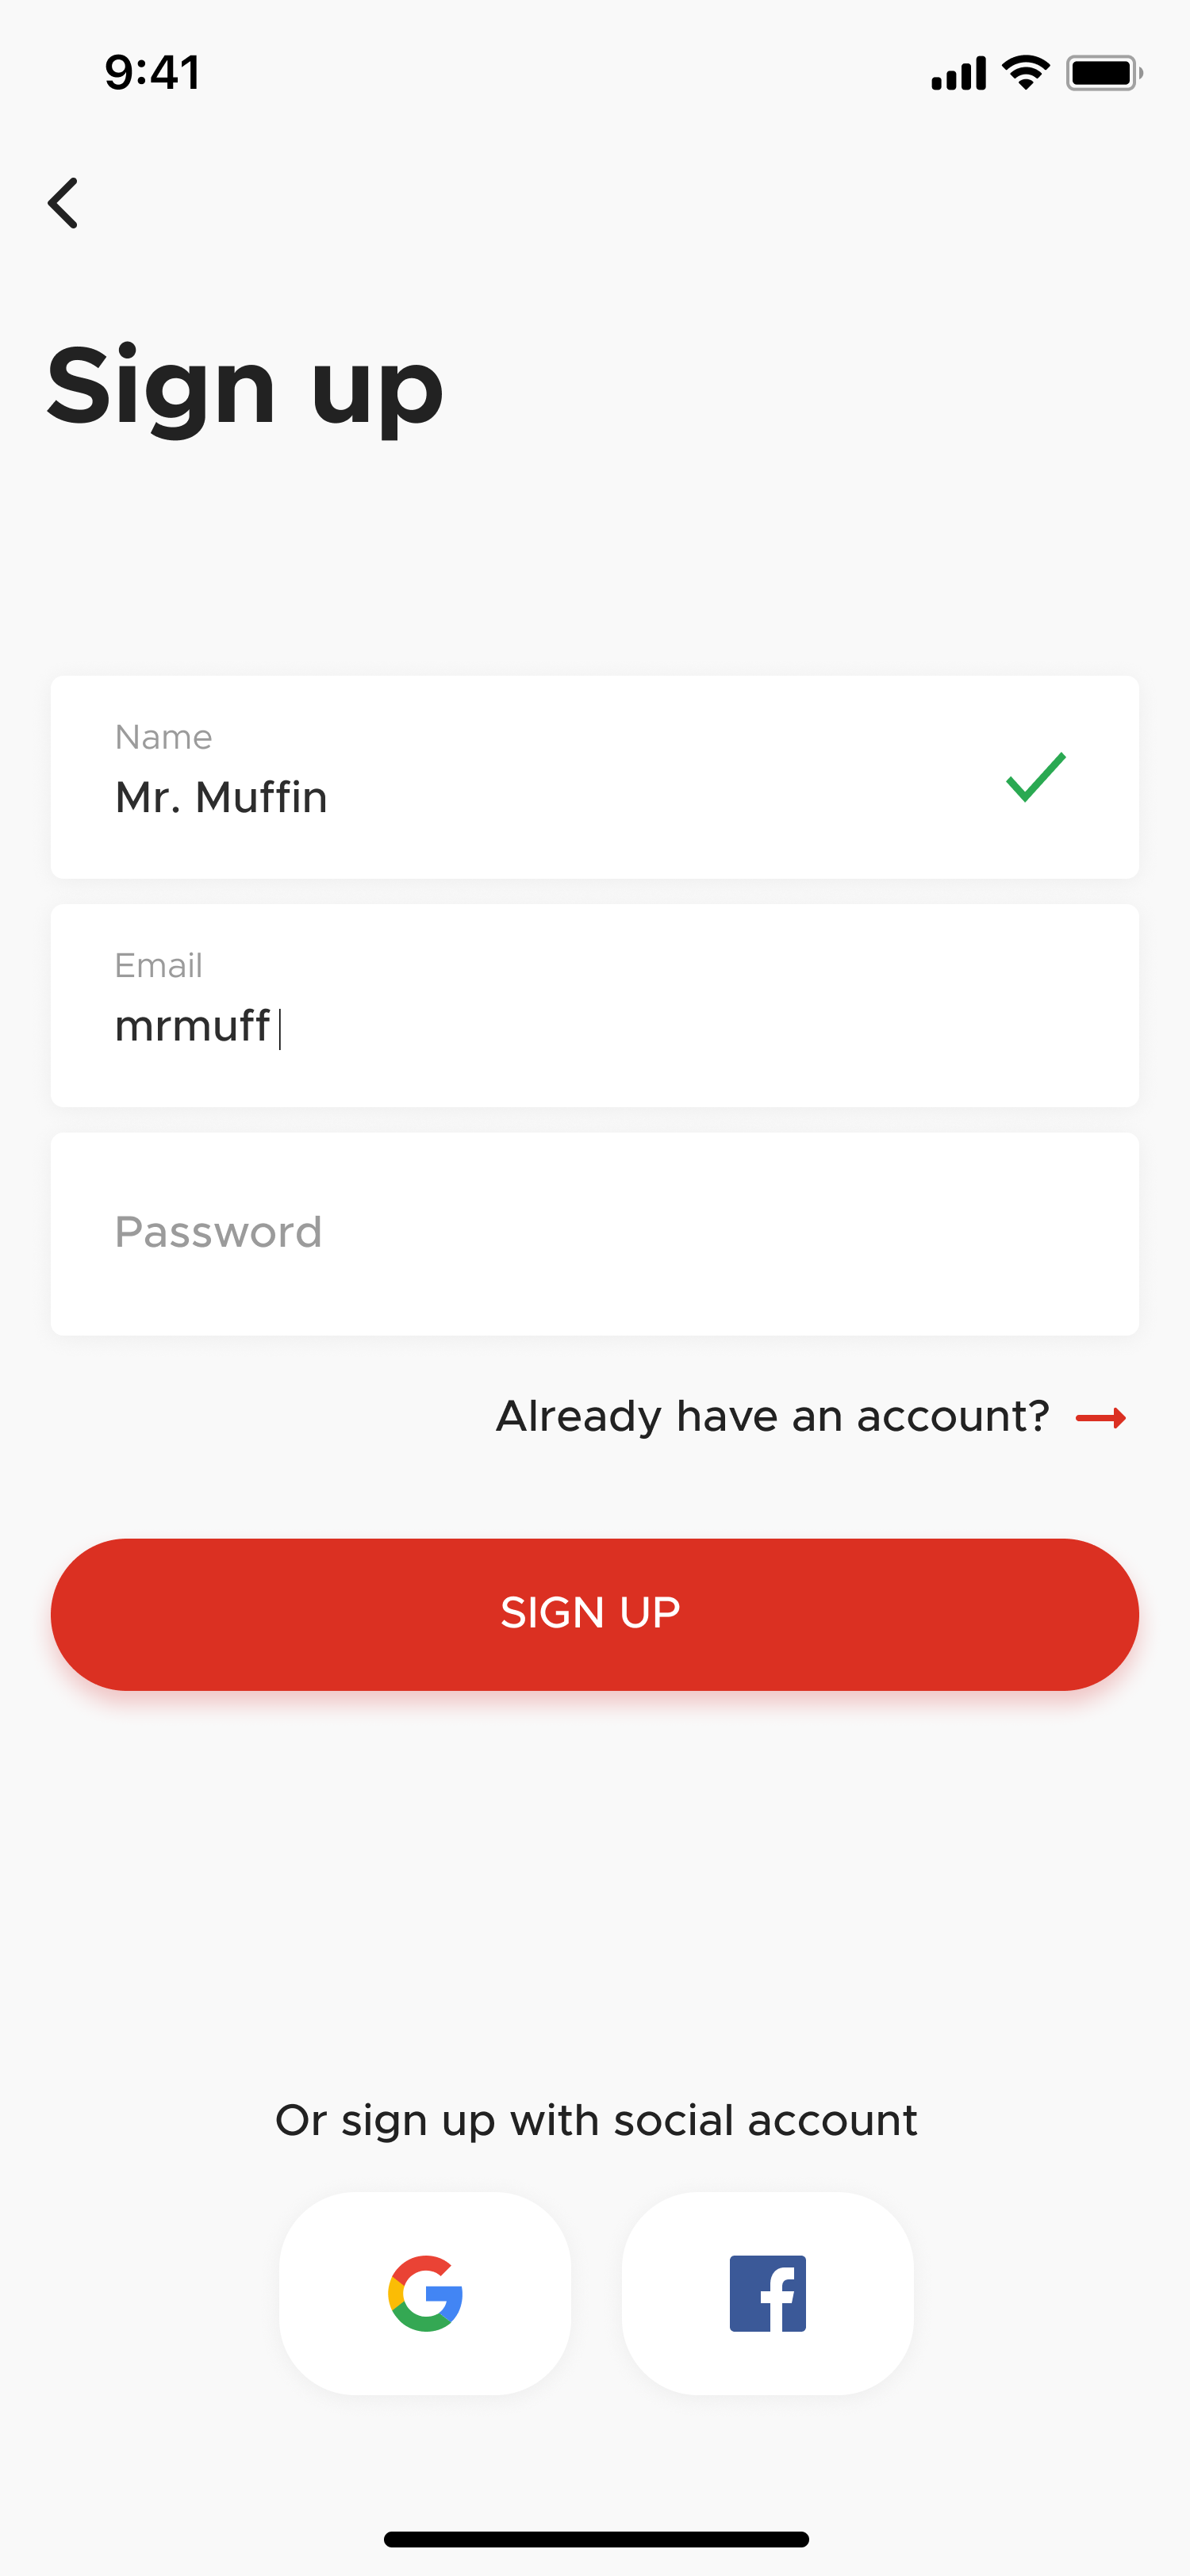 9:41
Sign up
Name
Mr. Muffin
Email
mrmuff
Password
Already have an account?
SIGN UP
Or sign up with social account